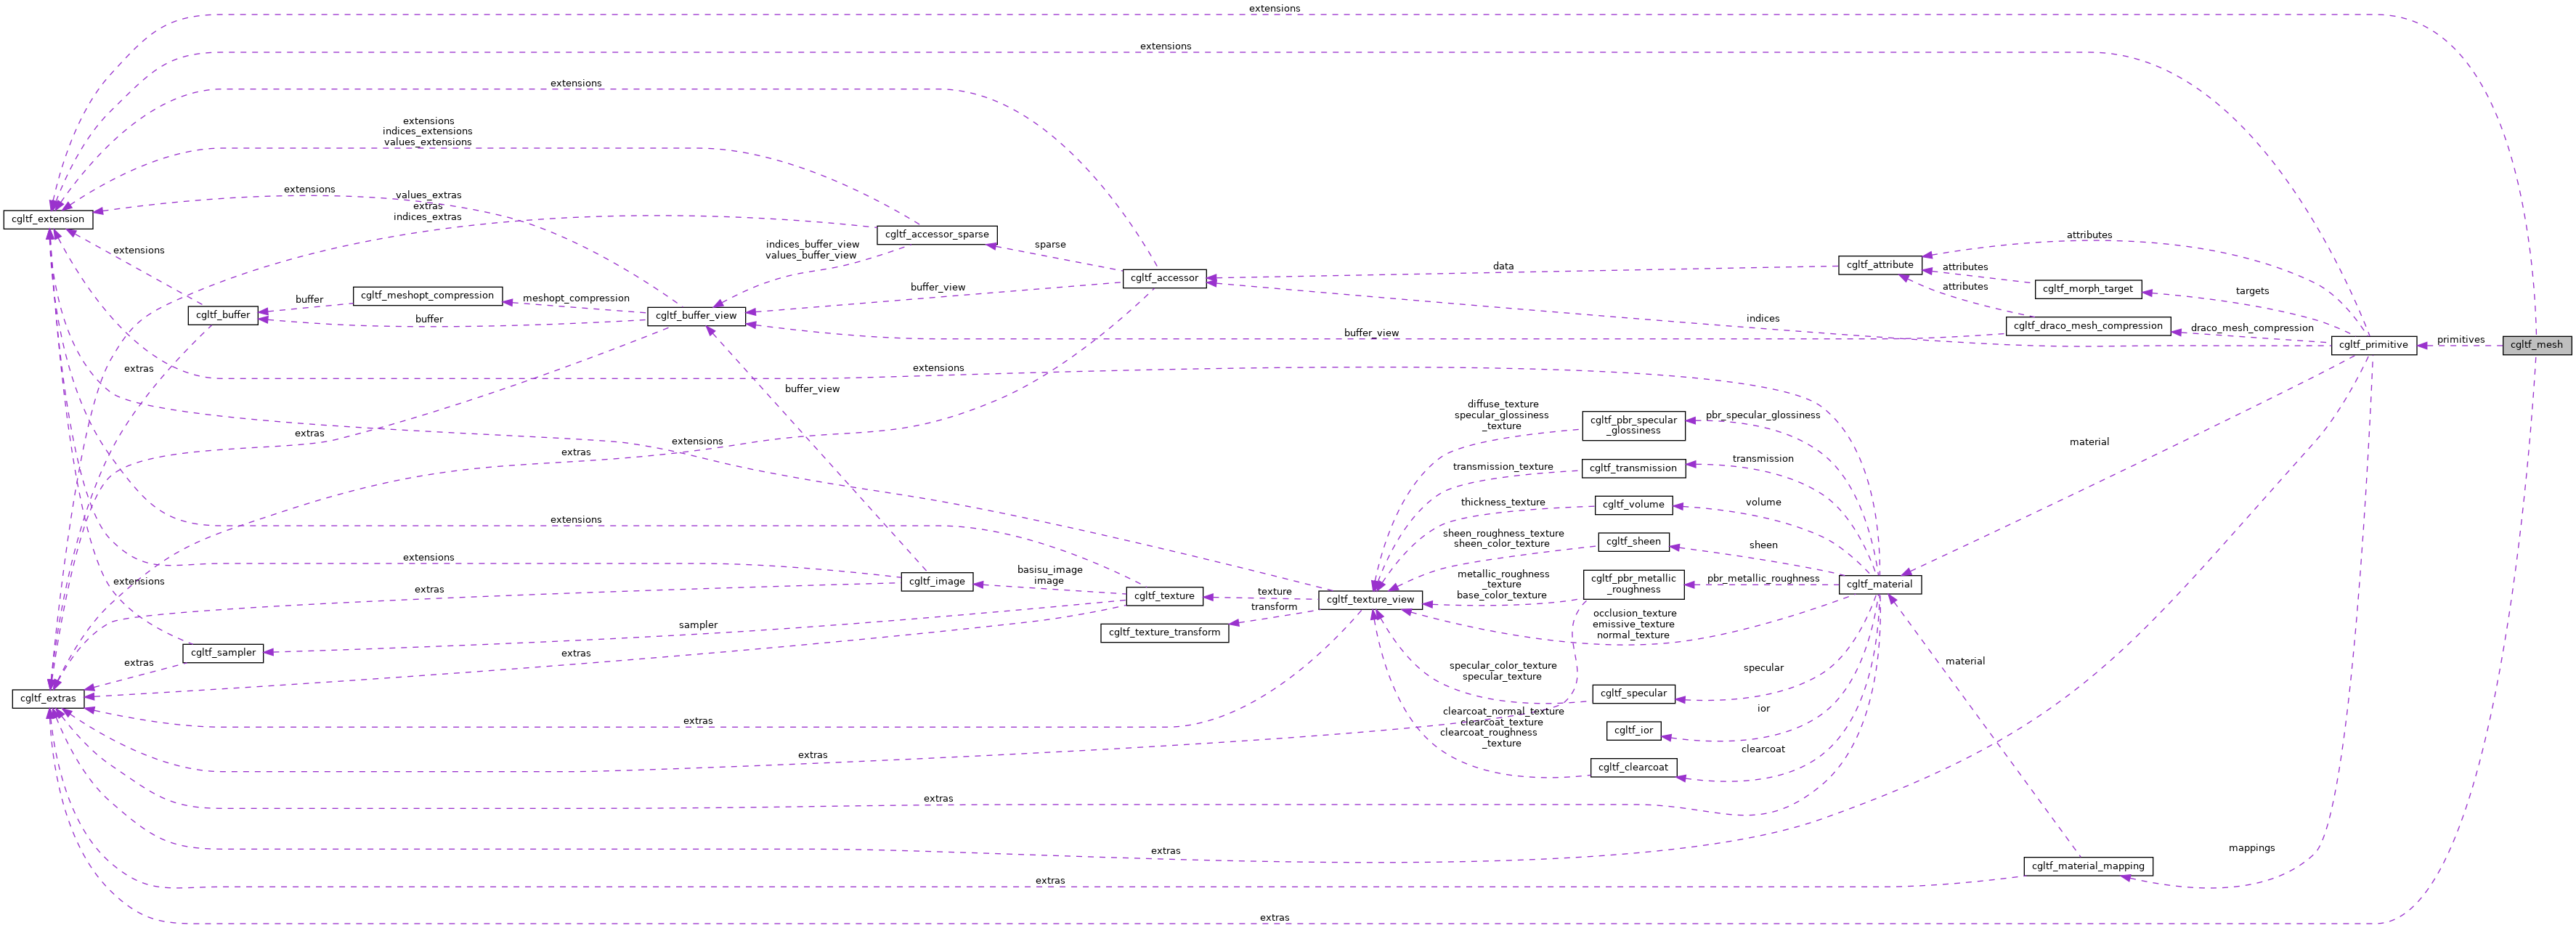 extensions
extensions
extensions
extensions
indices_extensions
values_extensions
extensions
values_extras
extras
indices_extras
cgltf_extension
cgltf_accessor_sparse
attributes
indices_buffer_view
values_buffer_view
sparse
extensions
cgltf_attribute
data
attributes
cgltf_accessor
attributes
cgltf_morph_target
targets
buffer_view
cgltf_meshopt_compression
meshopt_compression
buffer
cgltf_buffer
cgltf_buffer_view
buffer
indices
cgltf_draco_mesh_compression
draco_mesh_compression
buffer_view
primitives
cgltf_primitive
cgltf_mesh
extras
extensions
buffer_view
diffuse_texture
specular_glossiness
_texture
cgltf_pbr_specular
_glossiness
pbr_specular_glossiness
extras
extensions
material
extras
transmission_texture
cgltf_transmission
transmission
thickness_texture
cgltf_volume
volume
extensions
sheen_roughness_texture
sheen_color_texture
cgltf_sheen
sheen
extensions
extensions
extras
cgltf_image
basisu_image
image
cgltf_texture
texture
transform
cgltf_texture_view
metallic_roughness
_texture
base_color_texture
cgltf_pbr_metallic
_roughness
pbr_metallic_roughness
cgltf_material
occlusion_texture
emissive_texture
normal_texture
sampler
cgltf_texture_transform
cgltf_sampler
extras
extras
specular_color_texture
specular_texture
specular
material
cgltf_extras
cgltf_specular
extras
clearcoat_normal_texture
clearcoat_texture
clearcoat_roughness
_texture
ior
cgltf_ior
extras
clearcoat
cgltf_clearcoat
extras
extras
mappings
cgltf_material_mapping
extras
extras